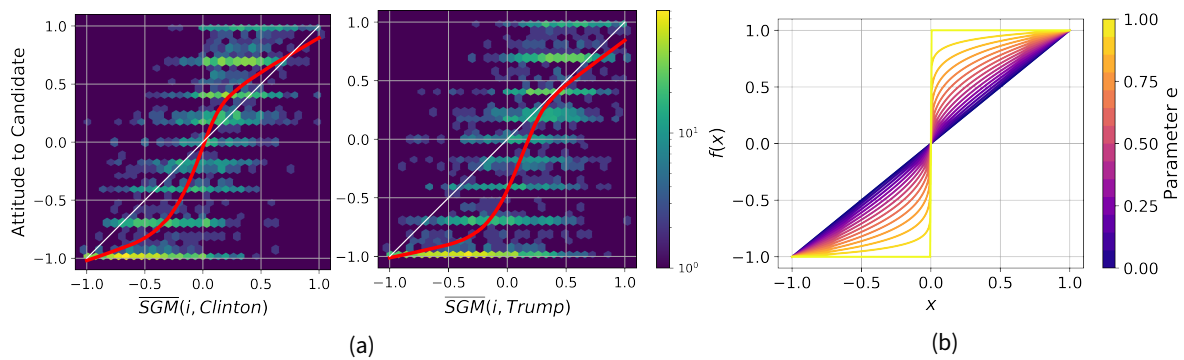 Attitude to Candidate
1.0
0.5
0.0
−0.5
−1.0
−1.0 −0.5 0.0 0.5 1.0
SGM(i, Clinton)
1.0
0.5
0.0
−0.5
−1.0
−1.0 −0.5 0.0 0.5 1.0
SGM(i, Trump)
10¹
10⁰
(a)
f(x)
1.0
0.5
0.0
−0.5
−1.0
−1.0 −0.5 0.0 0.5 1.0
x
1.00
0.75
0.50
0.25
0.00
Parameter e
(b)